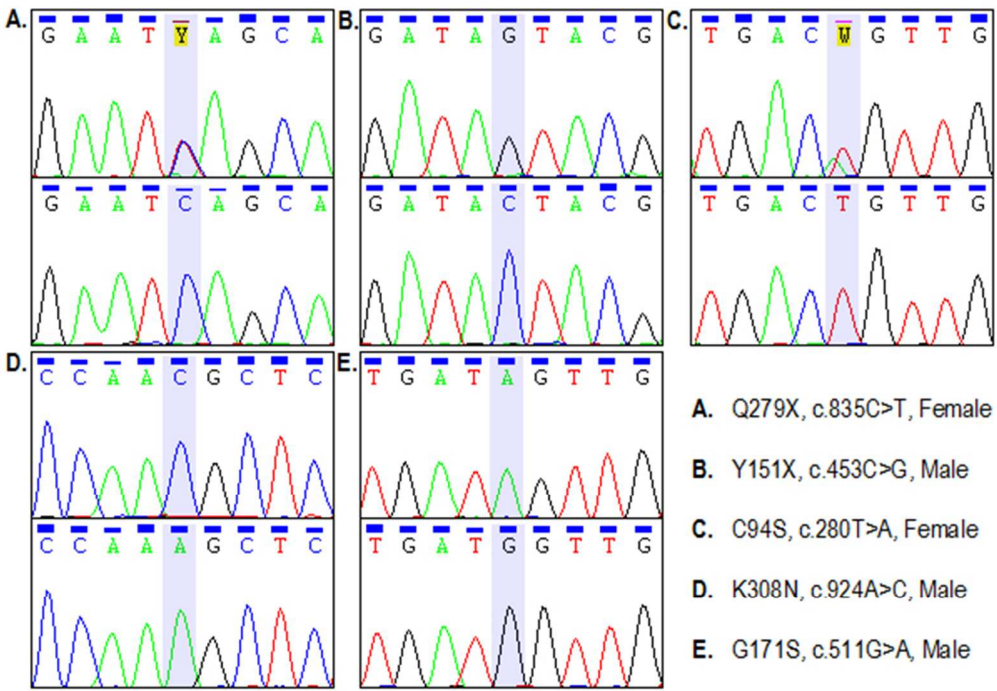 A. G A A T Y A G C A
B. G A T A G T A C G
C. T G A C W G T T G
G A A T C A G C A
G A T A C T A C G
T G A C T G T T G
D. C C A A C G C T C
E. T G A T A G T T G
C C A A A G C T C
T G A T G G T T G
A. Q279X, c.835C>T, Female
B. Y151X, c.453C>G, Male
C. C94S, c.280T>A, Female
D. K308N, c.924A>C, Male
E. G171S, c.511G>A, Male